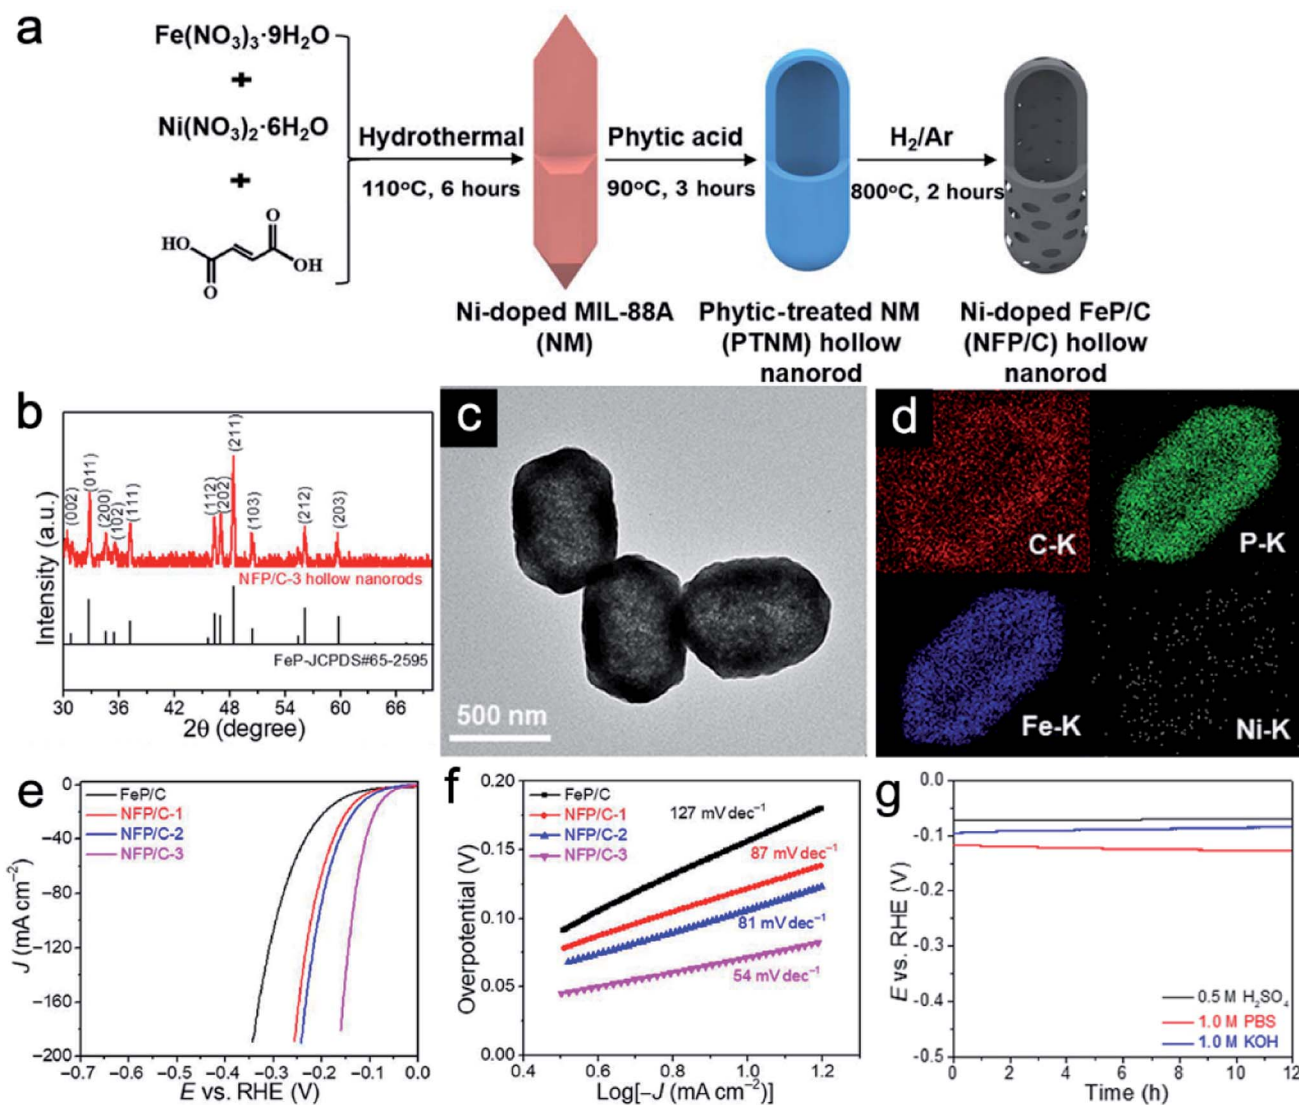 a
Fe(NO₃)₃·9H₂O
+
Ni(NO₃)₂·6H₂O
+
HO
O
O
OH
Hydrothermal
110°C, 6 hours
Phytic acid
90°C, 3 hours
H₂/Ar
800°C, 2 hours
Ni-doped MIL-88A
(NM)
Phytic-treated NM
(PTNM) hollow
nanorod
Ni-doped FeP/C
(NFP/C) hollow
nanorod
b
Intensity (a.u.)
(002)
(011)
(200)
(102)
(111)
(112)
(202)
(211)
(103)
(212)
(203)
NFP/C-3 hollow nanorods
FeP-JCPDS#65-2595
30 36 42 48 54 60 66
2θ (degree)
c
500 nm
d
C-K
P-K
Fe-K
Ni-K
e
FeP/C
NFP/C-1
NFP/C-2
NFP/C-3
J (mA cm⁻²)
0
−40
−80
−120
−160
−200
−0.7 −0.6 −0.5 −0.4 −0.3 −0.2 −0.1 0.0
E vs. RHE (V)
f
FeP/C
NFP/C-1
NFP/C-2
NFP/C-3
127 mV dec⁻¹
87 mV dec⁻¹
81 mV dec⁻¹
54 mV dec⁻¹
Overpotential (V)
0.20
0.15
0.10
0.05
0.00
0.4 0.6 0.8 1.0 1.2
Log[−J (mA cm⁻²)]
g
E vs. RHE (V)
0.0
−0.1
−0.2
−0.3
−0.4
−0.5
0.5 M H₂SO₄
1.0 M PBS
1.0 M KOH
0 2 4 6 8 10 12
Time (h)